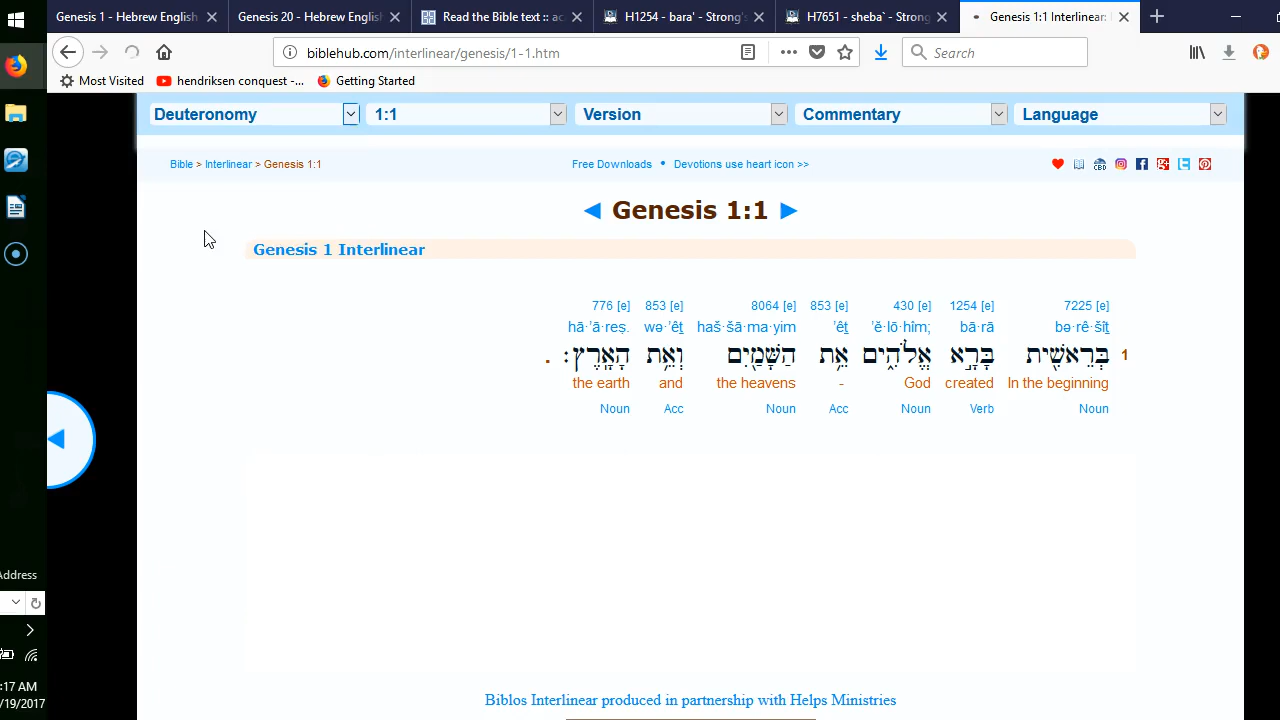 Genesis 1 - Hebrew English
Genesis 20 - Hebrew Englis
Read the Bible text :: ac
H1254 - bara' - Strong's
H7651 - sheba` - Strong
Genesis 1:1 Interlinear:
biblehub.com/interlinear/genesis/1-1.htm
Search
Most Visited
hendriksen conquest -...
Getting Started
Deuteronomy
1:1
Version
Commentary
Language
Bible > Interlinear > Genesis 1:1
Free Downloads • Devotions use heart icon >>
◄ Genesis 1:1 ►
Genesis 1 Interlinear
7225 [e] 1254 [e] 430 [e] 853 [e] 8064 [e] 853 [e] 776 [e]
bə·rê·šîṯ bā·rā 'ĕ·lō·hîm; 'êṯ haš·šā·ma·yim wə·'êṯ hā·'ā·reṣ.
1 בְּרֵאשִׁ֖ית בָּרָ֣א אֱלֹהִ֑ים אֵ֥ת הַשָּׁמַ֖יִם וְאֵ֥ת הָאָֽרֶץ׃ .
In the beginning created God - the heavens and the earth
Noun Verb Noun Acc Noun Acc Noun
Address
:17 AM
/19/2017
Biblos Interlinear produced in partnership with Helps Ministries